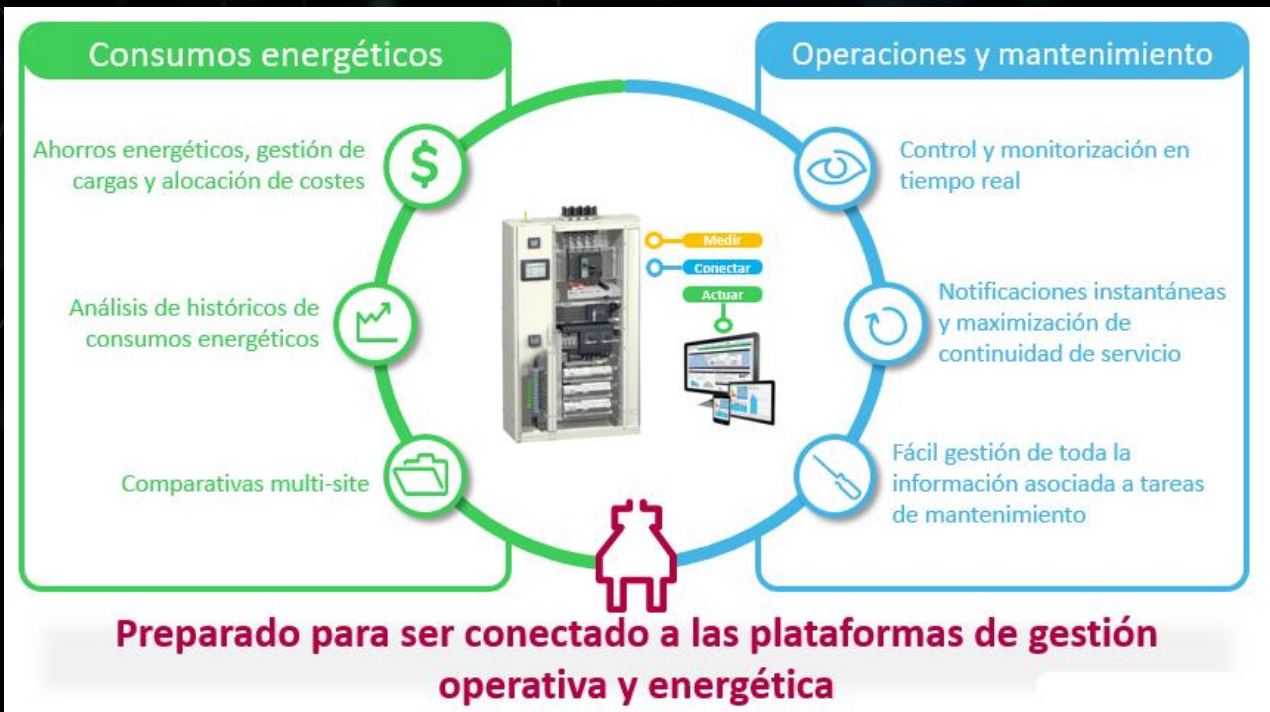 Consumos energéticos
Ahorros energéticos, gestión de
cargas y alocación de costes
Análisis de históricos de
consumos energéticos
Comparativas multi-site
$
Medir
Conectar
Actuar
Operaciones y mantenimiento
Control y monitorización en
tiempo real
Notificaciones instantáneas
y maximización de
continuidad de servicio
Fácil gestión de toda la
información asociada a tareas
de mantenimiento
Preparado para ser conectado a las plataformas de gestión
operativa y energética